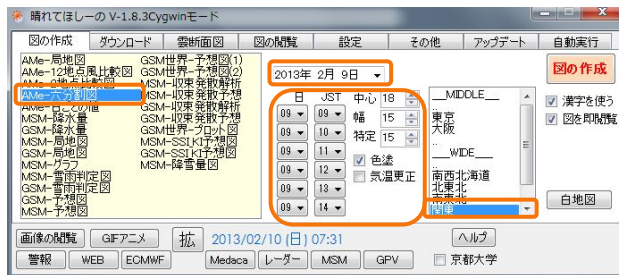 晴れてほしーの V-1.8.3Cygwinモード
図の作成 ダウンロード 雲断面図 図の閲覧 設定 その他 アップデート 自動実行
AMe-局地図 GSM世界-予想図(1)
AMe-12地点風比較図 GSM世界-予想図(2)
MSM-収束発散解析
AMe-六分割図 MSM-収束発散予想
GSM-収束発散解析
MSM-降水量 GSM-収束発散予想
GSM-降水量 GSM世界-プロット図
MSM-局地図 MSM-SSI,KI予想図
GSM-局地図 GSM-SSI,KI予想図
MSM-グラフ MSM-降雪量図
MSM-雪雨判定図
GSM-雪雨判定図
GSM-予想図
MSM-予想図
2013年 2月 9日
日 JST 中心 18
09 09 幅 15
09 10 特定 15
09 11 色塗
09 12 気温更正
09 13
09 14
__MIDDLE__
..
東京
大阪
..
__WIDE__
..
南西北海道
北東北
南東北
関東
図の作成
漢字を使う
図を即閲覧
白地図
画像の閲覧 GIFアニメ 拡 2013/02/10 (日) 07:31 ヘルプ
警報 WEB ECMWF Medaca レーダー MSM GPV 京都大学